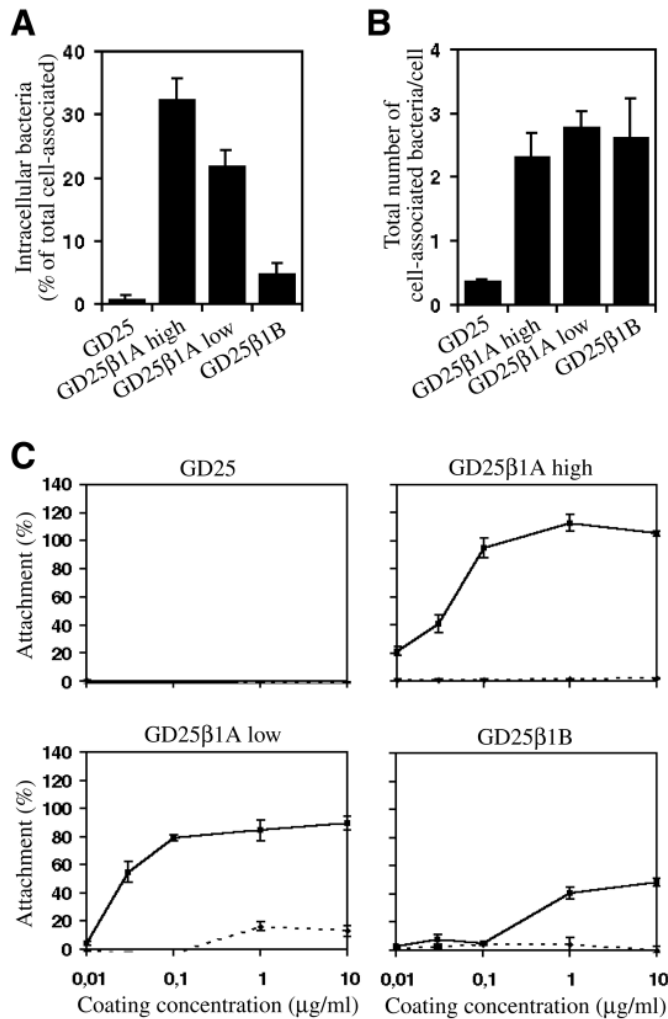 A
Intracellular bacteria
(% of total cell-associated)
40
30
20
10
0
GD25
GD25β1A high
GD25β1A low
GD25β1B
B
Total number of
cell-associated bacteria/cell
4
3
2
1
0
GD25
GD25β1A high
GD25β1A low
GD25β1B
C
GD25
Attachment (%)
140
120
100
80
60
40
20
0
GD25β1A high
GD25β1A low
Attachment (%)
140
120
100
80
60
40
20
0
0,01 0,1 1 10
Coating concentration (μg/ml)
GD25β1B
0,01 0,1 1 10
Coating concentration (μg/ml)